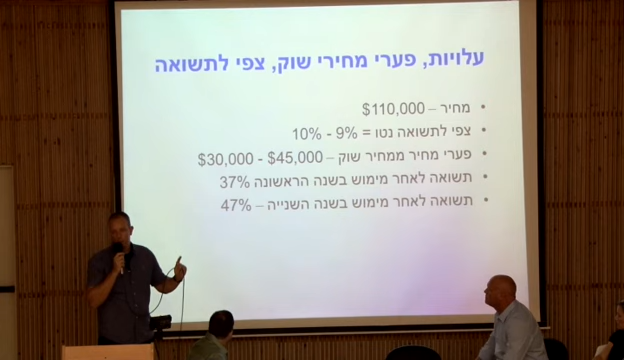 עלויות, פערי מחירי שוק, צפי לתשואה
• מחיר – $110,000
• צפי לתשואה נטו = 9% - 10%
• פערי מחיר ממחיר שוק – $45,000 - $30,000
• תשואה לאחר מימוש בשנה הראשונה 37%
• תשואה לאחר מימוש בשנה השנייה – 47%